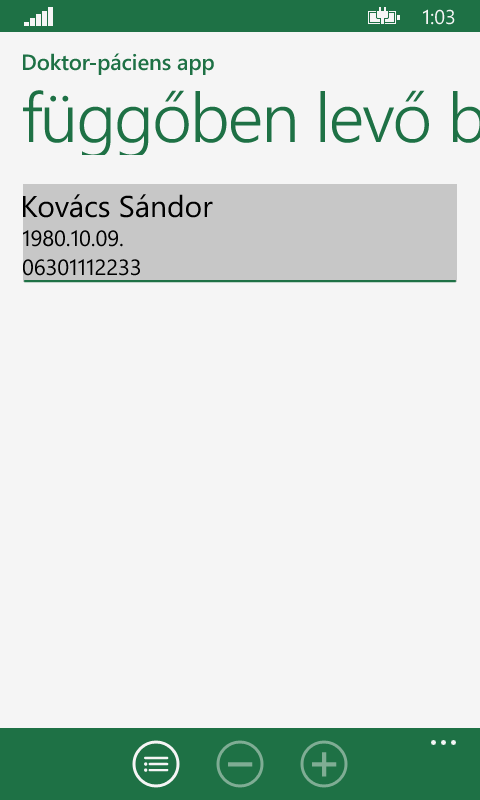 1:03
Doktor-páciens app
függőben levő b
Kovács Sándor
1980.10.09.
06301112233